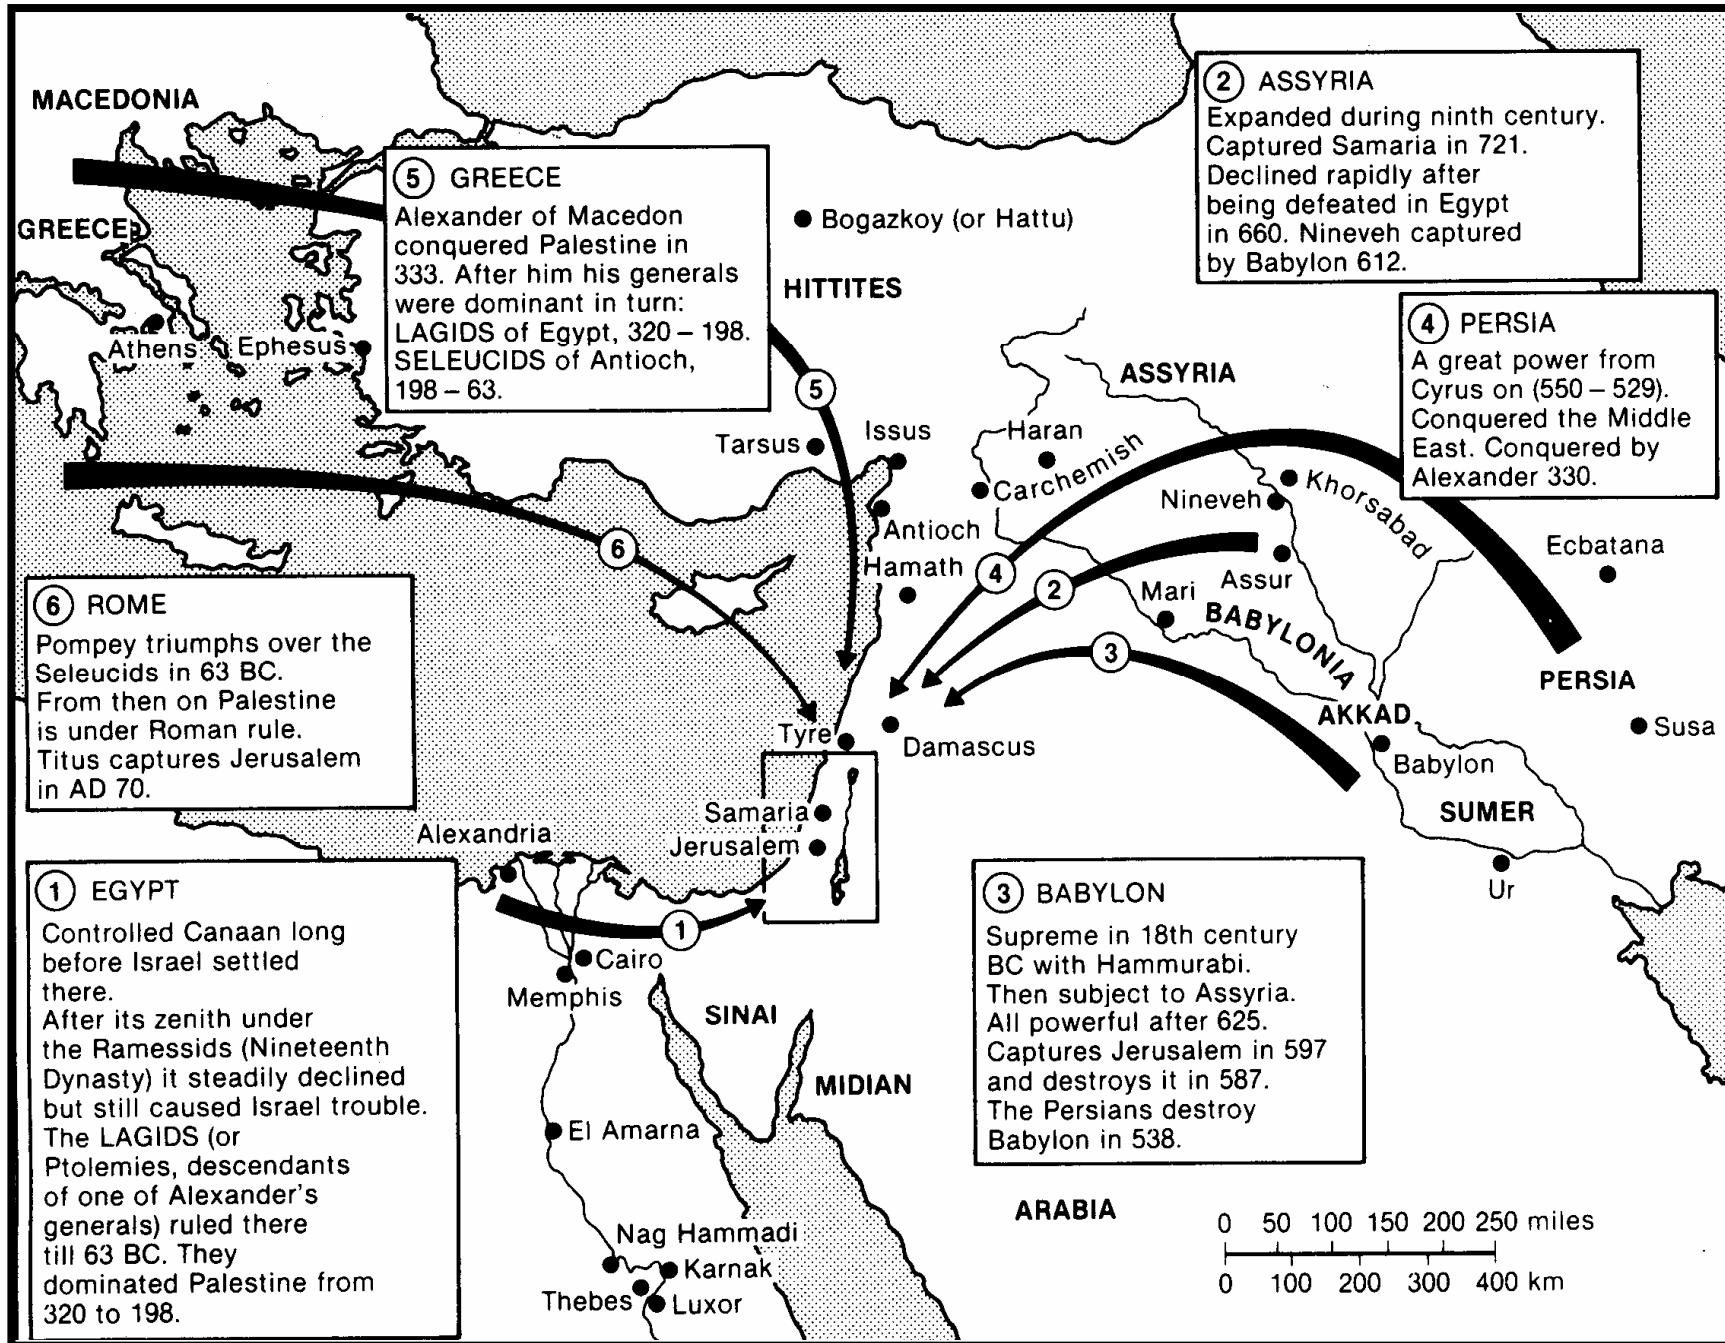 MACEDONIA
GREECE
② ASSYRIA
Expanded during ninth century.
Captured Samaria in 721.
Declined rapidly after
being defeated in Egypt
in 660. Nineveh captured
by Babylon 612.
⑤ GREECE
Alexander of Macedon
conquered Palestine in
333. After him his generals
were dominant in turn:
LAGIDS of Egypt, 320 – 198.
SELEUCIDS of Antioch,
198 – 63.
Bogazkoy (or Hattu)
HITTITES
④ PERSIA
A great power from
Cyrus on (550 – 529).
Conquered the Middle
East. Conquered by
Alexander 330.
Athens
Ephesus
ASSYRIA
⑤
Tarsus
Issus
Haran
Carchemish
Nineveh
Khorsabad
Antioch
Hamath
Ecbatana
⑥
④
②
Assur
Mari
BABYLONIA
③
⑥ ROME
Pompey triumphs over the
Seleucids in 63 BC.
From then on Palestine
is under Roman rule.
Titus captures Jerusalem
in AD 70.
PERSIA
AKKAD
Susa
Tyre
Damascus
Babylon
SUMER
Samaria
Jerusalem
Alexandria
Ur
① EGYPT
Controlled Canaan long
before Israel settled
there.
After its zenith under
the Ramessids (Nineteenth
Dynasty) it steadily declined
but still caused Israel trouble.
The LAGIDS (or
Ptolemies, descendants
of one of Alexander's
generals) ruled there
till 63 BC. They
dominated Palestine from
320 to 198.
①
Cairo
Memphis
SINAI
MIDIAN
③ BABYLON
Supreme in 18th century
BC with Hammurabi.
Then subject to Assyria.
All powerful after 625.
Captures Jerusalem in 597
and destroys it in 587.
The Persians destroy
Babylon in 538.
El Amarna
ARABIA
Nag Hammadi
Karnak
Thebes
Luxor
0 50 100 150 200 250 miles
0 100 200 300 400 km